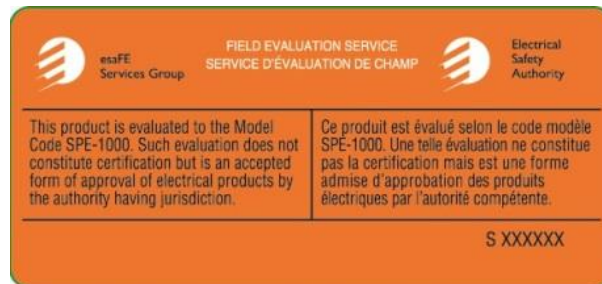 esaFE
Services Group
FIELD EVALUATION SERVICE
SERVICE D'ÉVALUATION DE CHAMP
Electrical
Safety
Authority
This product is evaluated to the Model
Code SPE-1000. Such evaluation does not
constitute certification but is an accepted
form of approval of electrical products by
the authority having jurisdiction.
Ce produit est évalué selon le code modèle
SPE-1000. Une telle évaluation ne constitue
pas la certification mais est une forme
admise d'approbation des produits
électriques par l'autorité compétente.
S XXXXXX